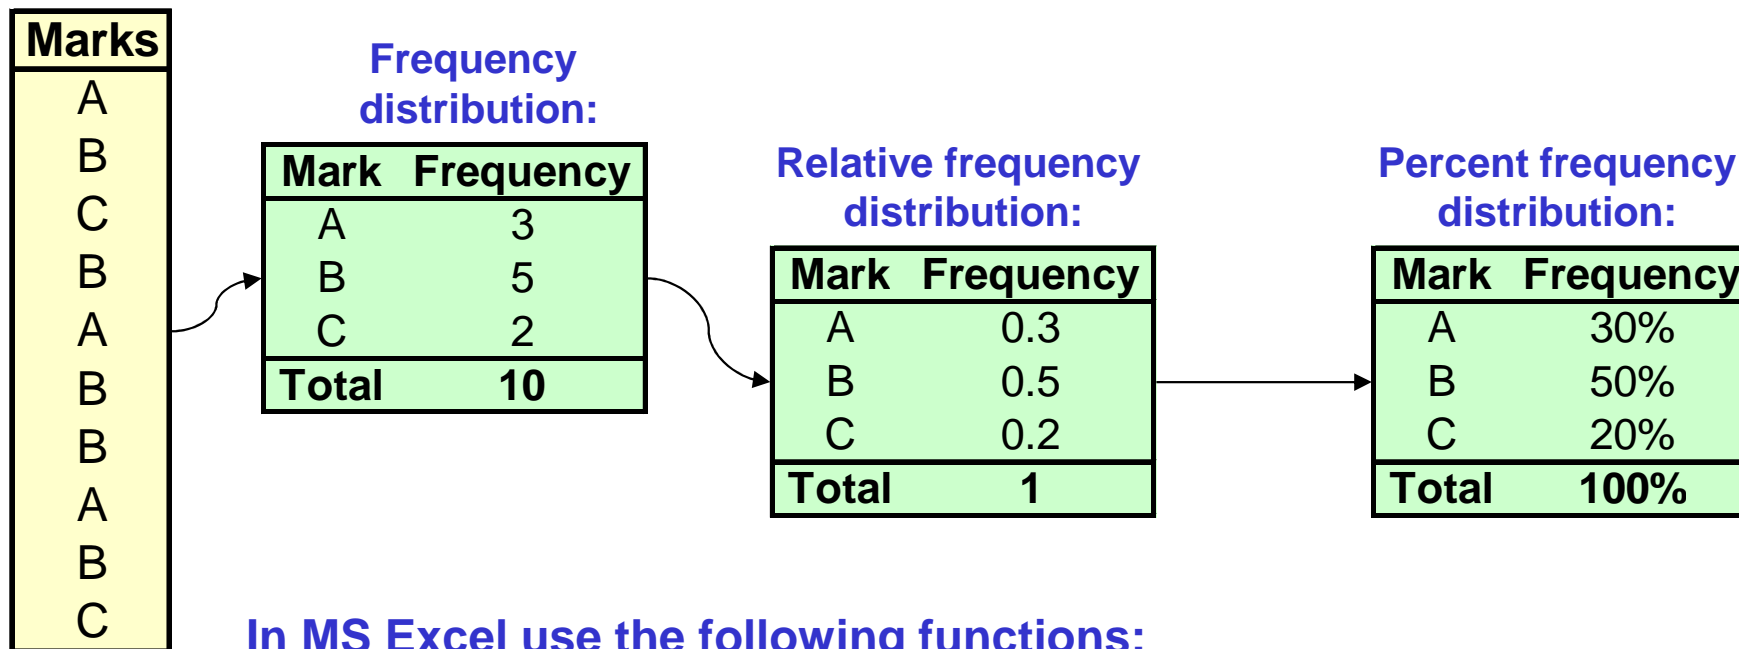 Marks
A
B
C
B
A
B
B
A
B
C
Frequency
distribution:
Mark Frequency
A 3
B 5
C 2
Total 10
Relative frequency
distribution:
Mark Frequency
A 0.3
B 0.5
C 0.2
Total 1
Percent frequency
distribution:
Mark Frequency
A 30%
B 50%
C 20%
Total 100%
In MS Excel use the following functions: